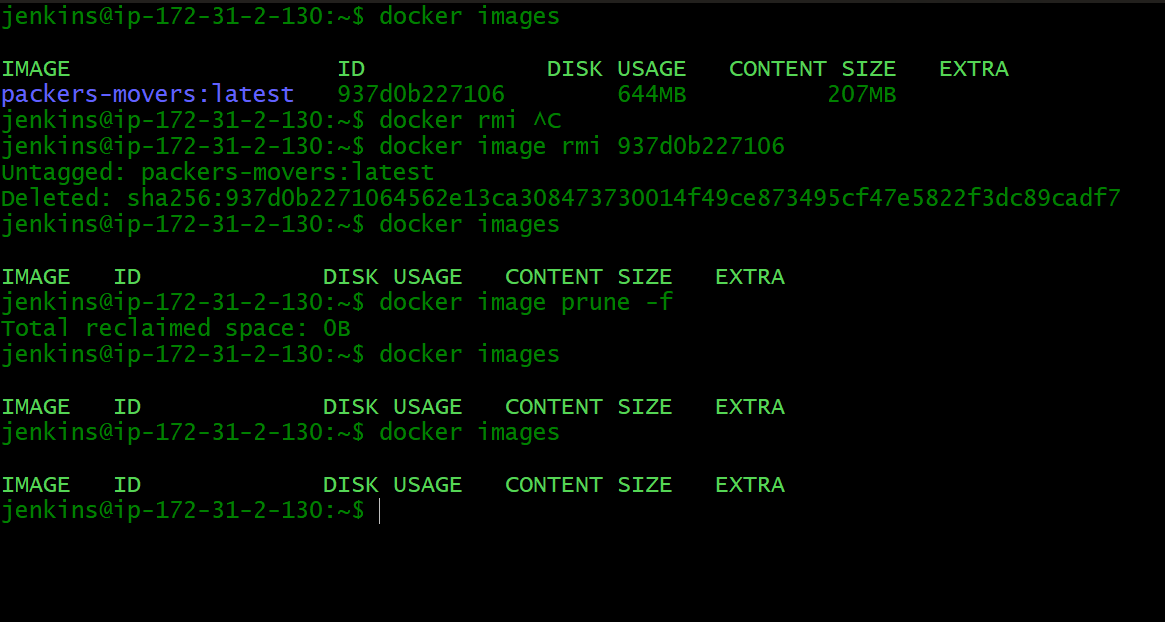 jenkins@ip-172-31-2-130:~$ docker images
IMAGE ID DISK USAGE CONTENT SIZE EXTRA
packers-movers:latest 937d0b227106 644MB 207MB
jenkins@ip-172-31-2-130:~$ docker rmi ^C
jenkins@ip-172-31-2-130:~$ docker image rmi 937d0b227106
Untagged: packers-movers:latest
Deleted: sha256:937d0b2271064562e13ca308473730014f49ce873495cf47e5822f3dc89cadf7
jenkins@ip-172-31-2-130:~$ docker images
IMAGE ID DISK USAGE CONTENT SIZE EXTRA
jenkins@ip-172-31-2-130:~$ docker image prune -f
Total reclaimed space: 0B
jenkins@ip-172-31-2-130:~$ docker images
IMAGE ID DISK USAGE CONTENT SIZE EXTRA
jenkins@ip-172-31-2-130:~$ docker images
IMAGE ID DISK USAGE CONTENT SIZE EXTRA
jenkins@ip-172-31-2-130:~$